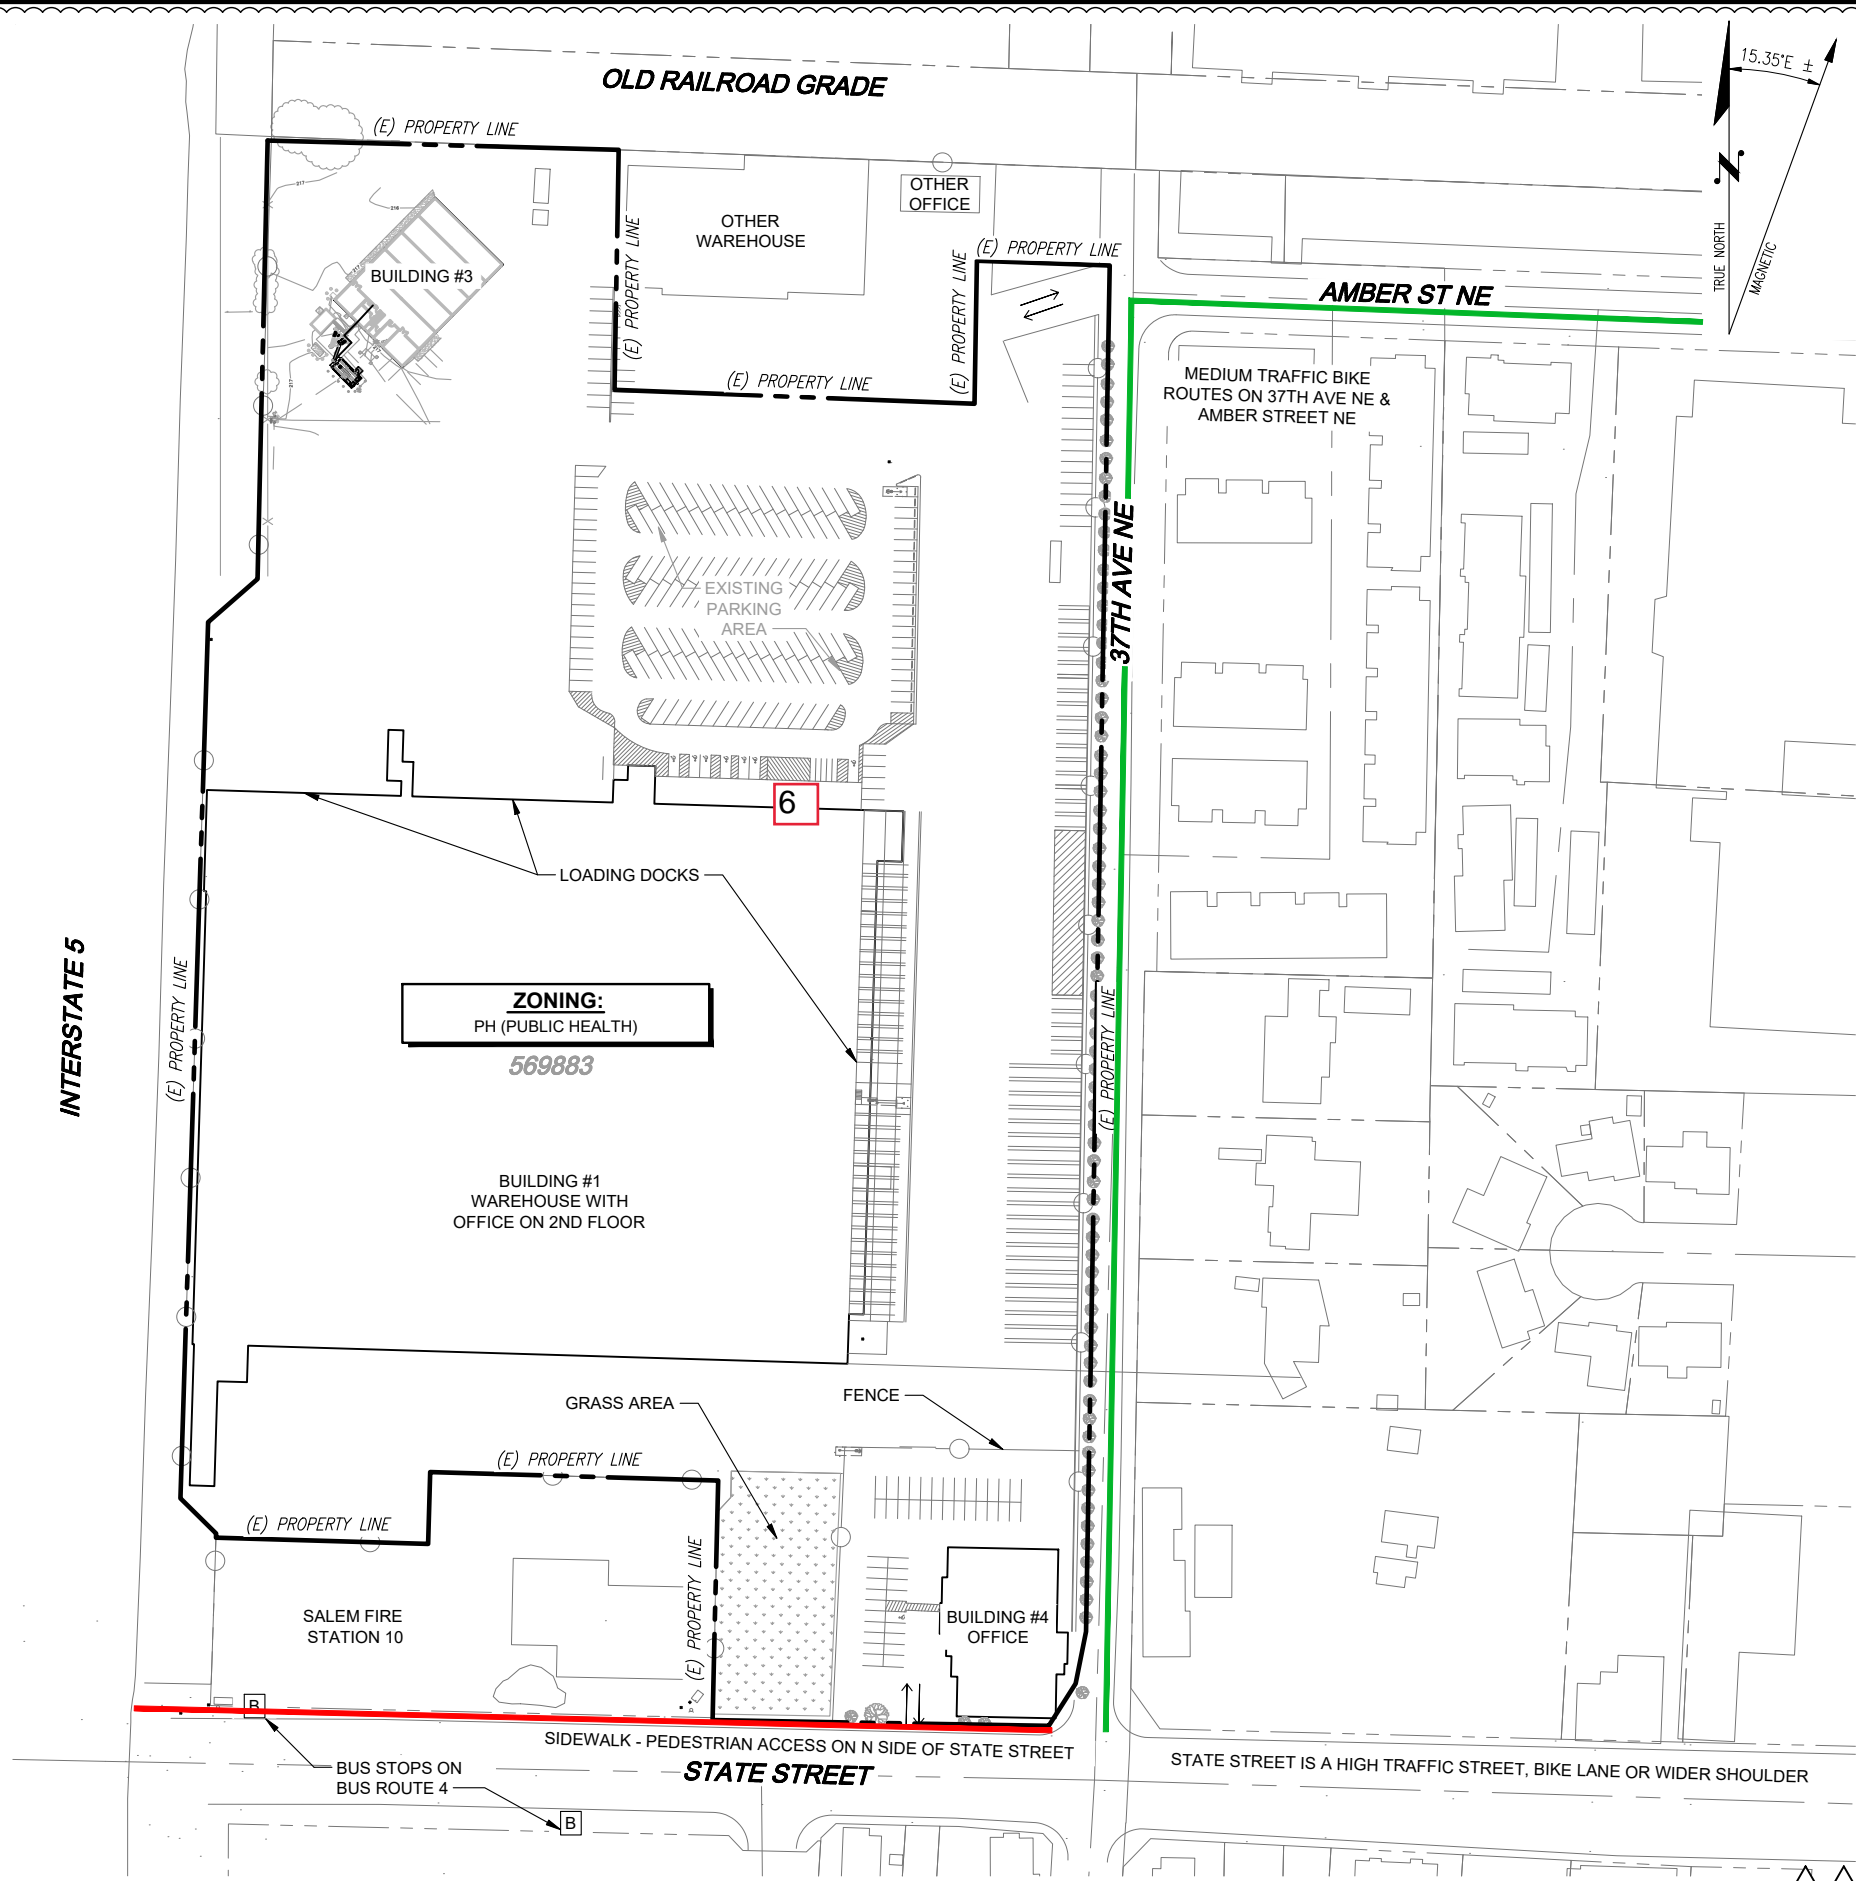 OLD RAILROAD GRADE
15.35°E ±
TRUE NORTH
MAGNETIC
N
(E) PROPERTY LINE
217
216
217
217
217
BUILDING #3
OTHER
WAREHOUSE
OTHER
OFFICE
(E) PROPERTY LINE
(E) PROPERTY LINE
(E) PROPERTY LINE
(E) PROPERTY LINE
(E) PROPERTY LINE
AMBER ST NE
MEDIUM TRAFFIC BIKE
ROUTES ON 37TH AVE NE &
AMBER STREET NE
37TH AVE NE
EXISTING
PARKING
AREA
6
LOADING DOCKS
INTERSTATE 5
(E) PROPERTY LINE
ZONING:
PH (PUBLIC HEALTH)
569883
(E) PROPERTY LINE
BUILDING #1
WAREHOUSE WITH
OFFICE ON 2ND FLOOR
GRASS AREA
FENCE
(E) PROPERTY LINE
(E) PROPERTY LINE
(E) PROPERTY LINE
SALEM FIRE
STATION 10
BUILDING #4
OFFICE
B
SIDEWALK - PEDESTRIAN ACCESS ON N SIDE OF STATE STREET
STATE STREET
STATE STREET IS A HIGH TRAFFIC STREET, BIKE LANE OR WIDER SHOULDER
BUS STOPS ON
BUS ROUTE 4
B